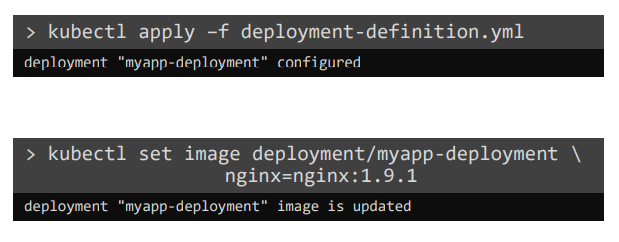 > kubectl apply –f deployment-definition.yml
deployment "myapp-deployment" configured
> kubectl set image deployment/myapp-deployment \
nginx=nginx:1.9.1
deployment "myapp-deployment" image is updated